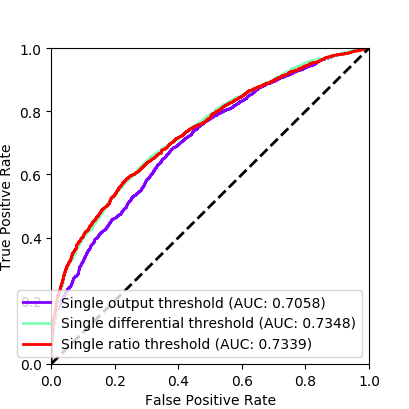 1.0
0.8
0.6
0.4
0.2
0.0
True Positive Rate
Single output threshold (AUC: 0.7058)
Single differential threshold (AUC: 0.7348)
Single ratio threshold (AUC: 0.7339)
0.0 0.2 0.4 0.6 0.8 1.0
False Positive Rate